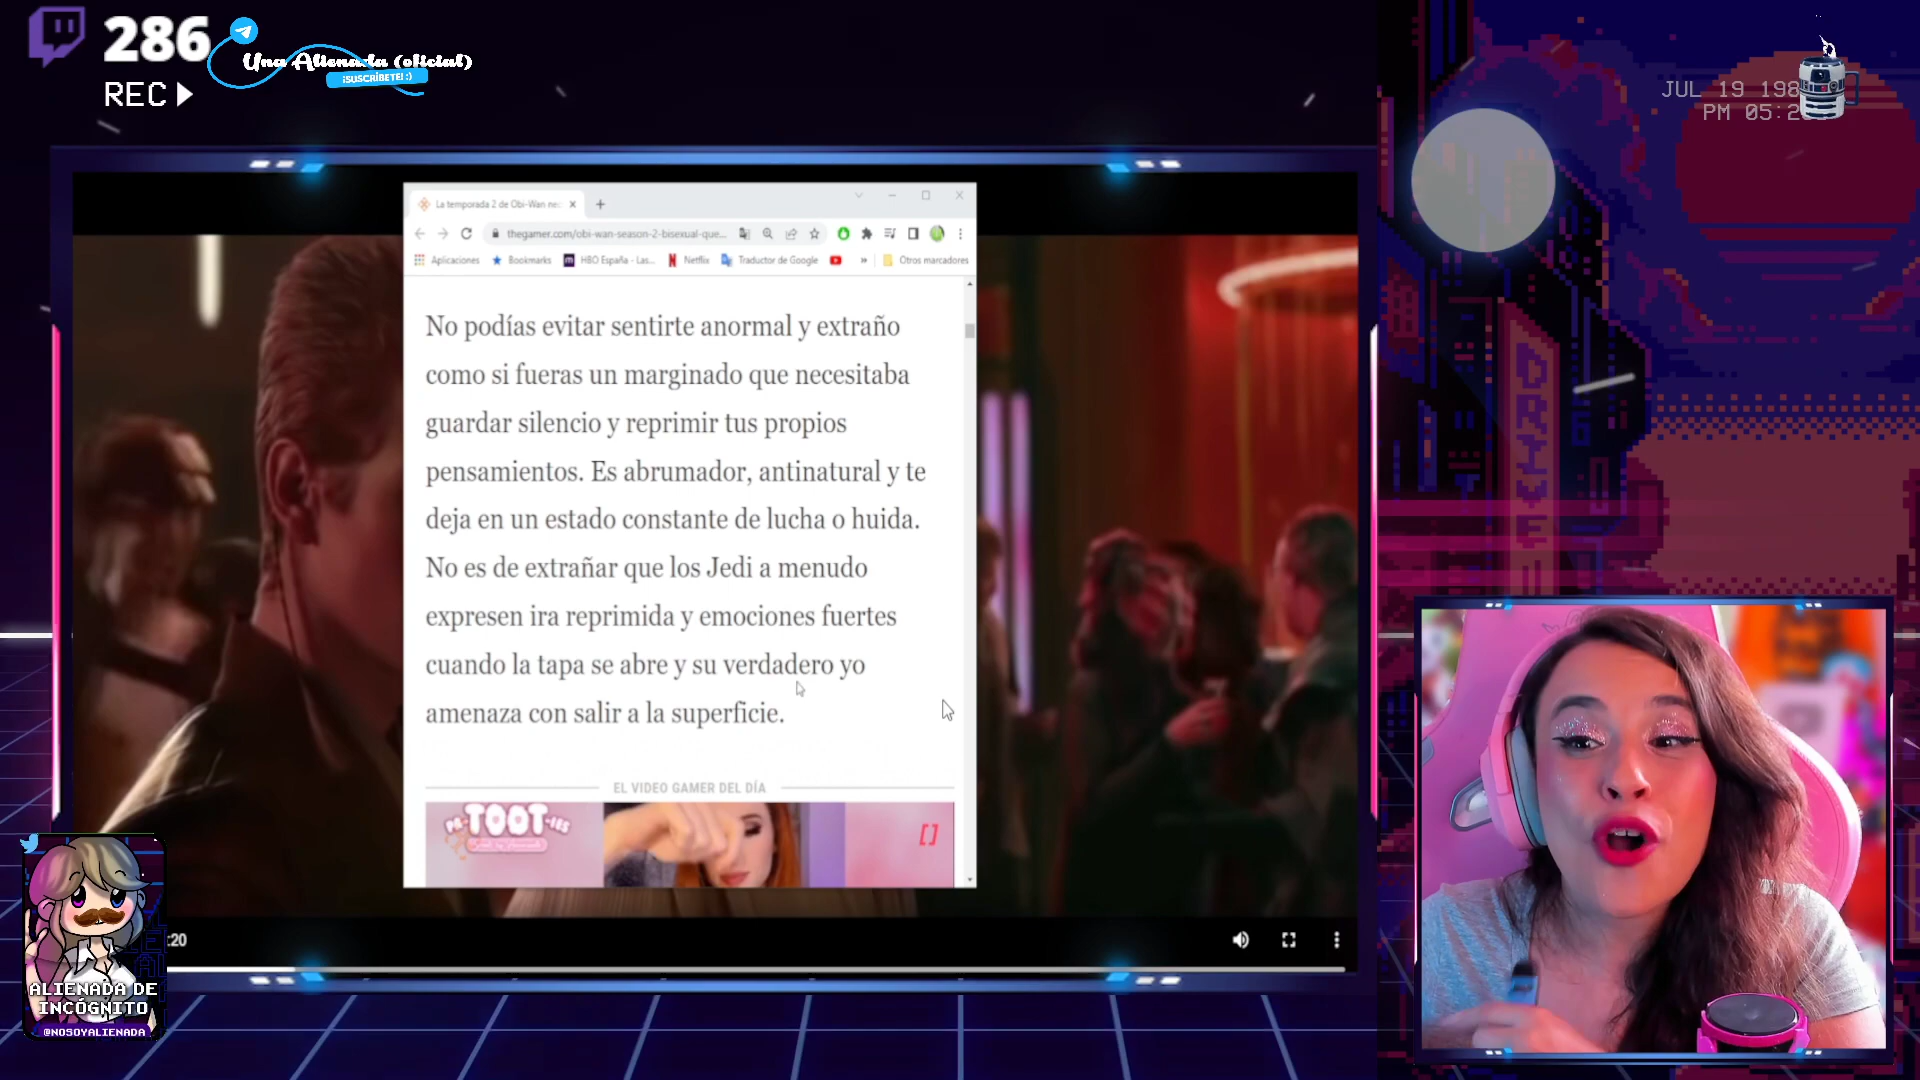 286
REC
Una Alienada (oficial)
¡SUSCRÍBETE! :)
JUL 19 198
PM 05:2
La temporada 2 de Obi-Wan nec
thegamer.com/obi-wan-season-2-bisexual-que...
Aplicaciones
Bookmarks
HBO España - Las...
Netflix
Traductor de Google
»
Otros marcadores
No podías evitar sentirte anormal y extraño
como si fueras un marginado que necesitaba
guardar silencio y reprimir tus propios
pensamientos. Es abrumador, antinatural y te
deja en un estado constante de lucha o huida.
No es de extrañar que los Jedi a menudo
expresen ira reprimida y emociones fuertes
cuando la tapa se abre y su verdadero yo
amenaza con salir a la superficie.
EL VIDEO GAMER DEL DÍA
TOOT
DRIVE
:20
ALIENADA DE
INCÓGNITO
@NOSOYALIENADA